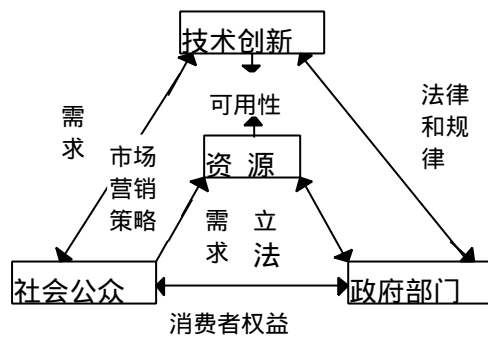 技术创新
可用性
法律
和规
律
需
求
市场
营销
策略
资 源
需 立
求 法
社会公众
政府部门
消费者权益